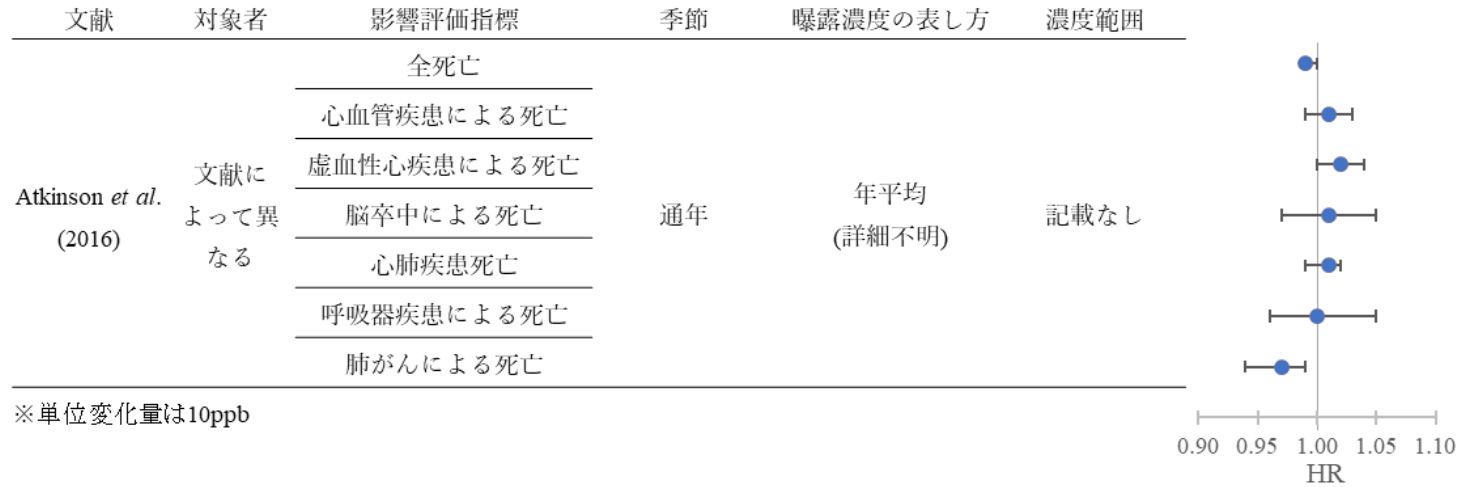 文献 対象者 影響評価指標 季節 曝露濃度の表し方 濃度範囲
全死亡
心血管疾患による死亡
虚血性心疾患による死亡
脳卒中による死亡
心肺疾患死亡
呼吸器疾患による死亡
肺がんによる死亡
Atkinson et al.
(2016)
文献に
よって異
なる
通年
年平均
(詳細不明)
記載なし
※単位変化量は10ppb
0.90 0.95 1.00 1.05 1.10
HR